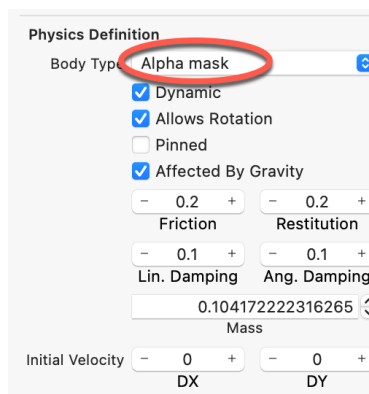 Physics Definition
Body Type Alpha mask
Dynamic
Allows Rotation
Pinned
Affected By Gravity
- 0.2 + - 0.2 +
Friction Restitution
- 0.1 + - 0.1 +
Lin. Damping Ang. Damping
0.104172222316265
Mass
Initial Velocity - 0 + - 0 +
DX DY